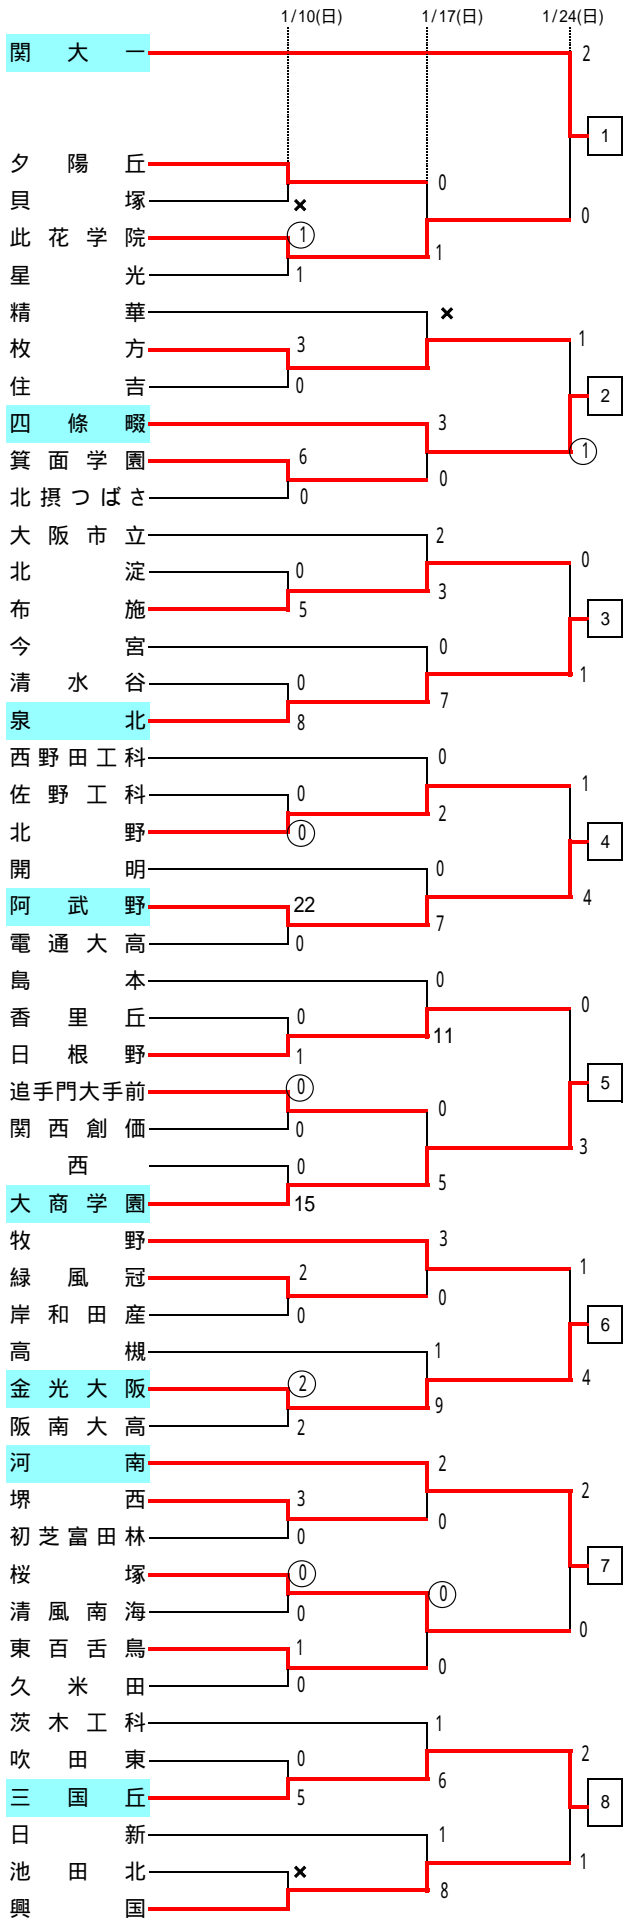 1/10(日) 1/17(日) 1/24(日)
関大一 2
1
夕陽丘 0
貝塚 ×
0
此花学院 ① 1
星光 1
精華 ×
枚方 3 1
住吉 0
2
四條畷 3
箕面学園 6 0 ①
北摂つばさ 0
大阪市立 2
北淀 0 0
布施 5 3
3
今宮 0
清水谷 0 1
泉北 8 7
西野田工科 0
佐野工科 0 1
北野 ⓪ 2
4
開明 0
阿武野 22 4
電通大高 0 7
島本 0
香里丘 0 0
日根野 1 11
5
追手門大手前 ⓪ 0
関西創価 0 3
西 0 5
大商学園 15
牧野 3
緑風冠 2 0 1
岸和田産 0
6
高槻 1
金光大阪 ② 9 4
阪南大高 2
河南 2
堺西 3 0 2
初芝富田林 0
7
桜塚 ⓪ ⓪
清風南海 0 0
東百舌鳥 1 0
久米田 0
茨木工科 1
吹田東 0 2
三国丘 5 6
8
日新 1
池田北 × 1
興国 8